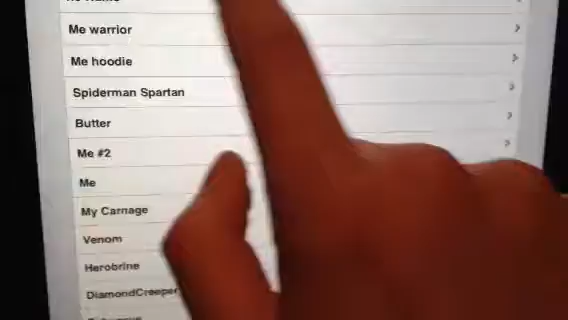 Me warrior
Me hoodie
Spiderman Spartan
Butter
Me #2
Me
My Carnage
Venom
Herobrine
DiamondCreeper